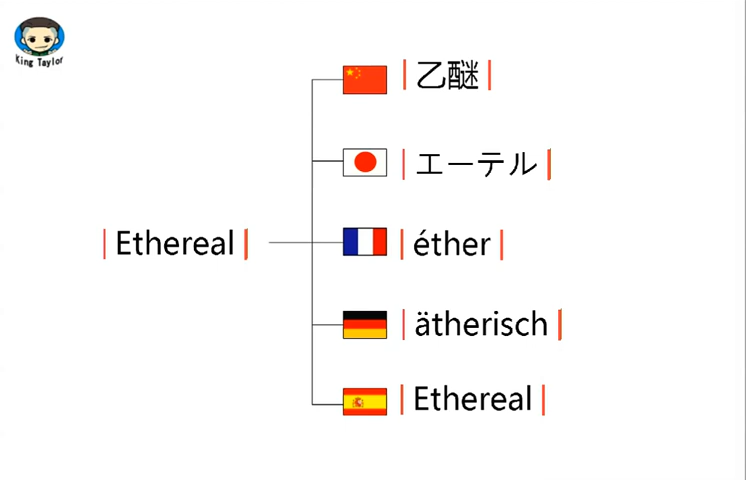 King Taylor
乙醚
エーテル
Ethereal
éther
ätherisch
Ethereal